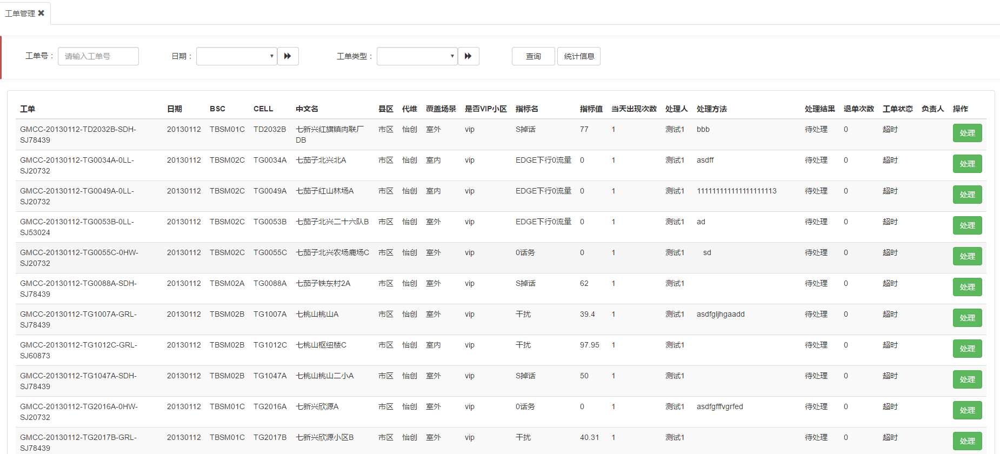 工单管理 ✖
工单号： 请输入工单号 日期： 工单类型： 查询 统计信息
工单 日期 BSC CELL 中文名 县区 代维 覆盖场景 是否VIP小区 指标名 指标值 当天出现次数 处理人 处理方法 处理结果 退单次数 工单状态 负责人 操作
GMCC-20130112-TD2032B-SDH- 20130112 TBSM01C TD2032B 七新兴红旗镇肉联厂 市区 怡创 室外 vip S掉话 77 1 测试1 bbb 待处理 0 超时 处理
SJ78439 DB
GMCC-20130112-TG0034A-0LL- 20130112 TBSM02C TG0034A 七茄子北兴北A 市区 怡创 室内 vip EDGE下行0流量 0 1 测试1 asdff 待处理 0 超时 处理
SJ20732
GMCC-20130112-TG0049A-0LL- 20130112 TBSM02C TG0049A 七茄子红山林场A 市区 怡创 室内 vip EDGE下行0流量 0 1 测试1 1111111111111111111113 待处理 0 超时 处理
SJ20732
GMCC-20130112-TG0053B-0LL- 20130112 TBSM02C TG0053B 七茄子北兴二十六队B 市区 怡创 室外 vip EDGE下行0流量 0 1 测试1 ad 待处理 0 超时 处理
SJ53024
GMCC-20130112-TG0055C-0HW- 20130112 TBSM02C TG0055C 七茄子北兴农场鹿场C 市区 怡创 室外 vip 0话务 0 1 测试1 sd 待处理 0 超时 处理
SJ20732
GMCC-20130112-TG0088A-SDH- 20130112 TBSM02A TG0088A 七茄子铁东村2A 市区 怡创 室外 vip S掉话 62 1 测试1 待处理 0 超时 处理
SJ78439
GMCC-20130112-TG1007A-GRL- 20130112 TBSM02B TG1007A 七桃山桃山A 市区 怡创 室外 vip 干扰 39.4 1 测试1 asdfgljhgaadd 待处理 0 超时 处理
SJ78439
GMCC-20130112-TG1012C-GRL- 20130112 TBSM02B TG1012C 七桃山枢纽楼C 市区 怡创 室内 vip 干扰 97.95 1 测试1 待处理 0 超时 处理
SJ60873
GMCC-20130112-TG1047A-SDH- 20130112 TBSM02B TG1047A 七桃山桃山二小A 市区 怡创 室外 vip S掉话 50 1 测试1 待处理 0 超时 处理
SJ78439
GMCC-20130112-TG2016A-0HW- 20130112 TBSM01C TG2016A 七新兴欣源A 市区 怡创 室外 vip 0话务 0 1 测试1 asdfgfffvgrfed 待处理 0 超时 处理
SJ20732
GMCC-20130112-TG2017B-GRL- 20130112 TBSM01C TG2017B 七新兴欣源小区B 市区 怡创 室外 vip 干扰 40.31 1 测试1 待处理 0 超时 处理
SJ78439